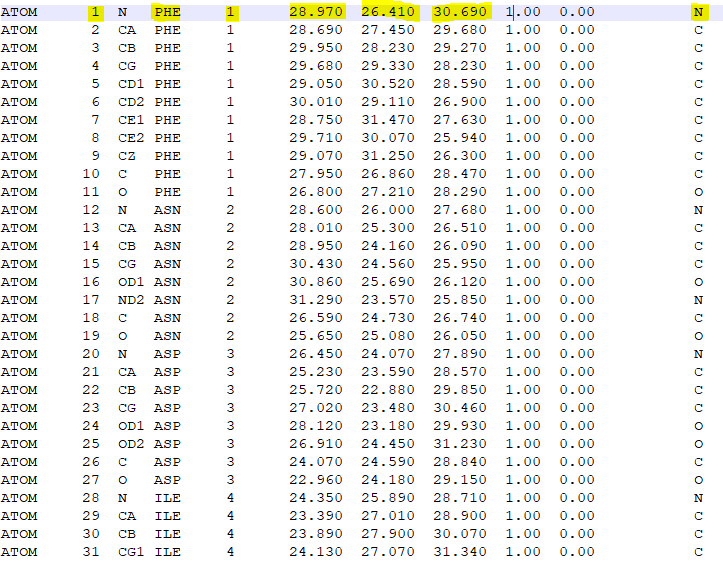 ATOM 1 N PHE 1 28.970 26.410 30.690 1.00 0.00 N
ATOM 2 CA PHE 1 28.690 27.450 29.680 1.00 0.00 C
ATOM 3 CB PHE 1 29.950 28.230 29.270 1.00 0.00 C
ATOM 4 CG PHE 1 29.680 29.330 28.230 1.00 0.00 C
ATOM 5 CD1 PHE 1 29.050 30.520 28.590 1.00 0.00 C
ATOM 6 CD2 PHE 1 30.010 29.110 26.900 1.00 0.00 C
ATOM 7 CE1 PHE 1 28.750 31.470 27.630 1.00 0.00 C
ATOM 8 CE2 PHE 1 29.710 30.070 25.940 1.00 0.00 C
ATOM 9 CZ PHE 1 29.070 31.250 26.300 1.00 0.00 C
ATOM 10 C PHE 1 27.950 26.860 28.470 1.00 0.00 C
ATOM 11 O PHE 1 26.800 27.210 28.290 1.00 0.00 O
ATOM 12 N ASN 2 28.600 26.000 27.680 1.00 0.00 N
ATOM 13 CA ASN 2 28.010 25.300 26.510 1.00 0.00 C
ATOM 14 CB ASN 2 28.950 24.160 26.090 1.00 0.00 C
ATOM 15 CG ASN 2 30.430 24.560 25.950 1.00 0.00 C
ATOM 16 OD1 ASN 2 30.860 25.690 26.120 1.00 0.00 O
ATOM 17 ND2 ASN 2 31.290 23.570 25.850 1.00 0.00 N
ATOM 18 C ASN 2 26.590 24.730 26.740 1.00 0.00 C
ATOM 19 O ASN 2 25.650 25.080 26.050 1.00 0.00 O
ATOM 20 N ASP 3 26.450 24.070 27.890 1.00 0.00 N
ATOM 21 CA ASP 3 25.230 23.590 28.570 1.00 0.00 C
ATOM 22 CB ASP 3 25.720 22.880 29.850 1.00 0.00 C
ATOM 23 CG ASP 3 27.020 23.480 30.460 1.00 0.00 C
ATOM 24 OD1 ASP 3 28.120 23.180 29.930 1.00 0.00 O
ATOM 25 OD2 ASP 3 26.910 24.450 31.230 1.00 0.00 O
ATOM 26 C ASP 3 24.070 24.590 28.840 1.00 0.00 C
ATOM 27 O ASP 3 22.960 24.180 29.150 1.00 0.00 O
ATOM 28 N ILE 4 24.350 25.890 28.710 1.00 0.00 N
ATOM 29 CA ILE 4 23.390 27.010 28.900 1.00 0.00 C
ATOM 30 CB ILE 4 23.890 27.900 30.070 1.00 0.00 C
ATOM 31 CG1 ILE 4 24.130 27.070 31.340 1.00 0.00 C